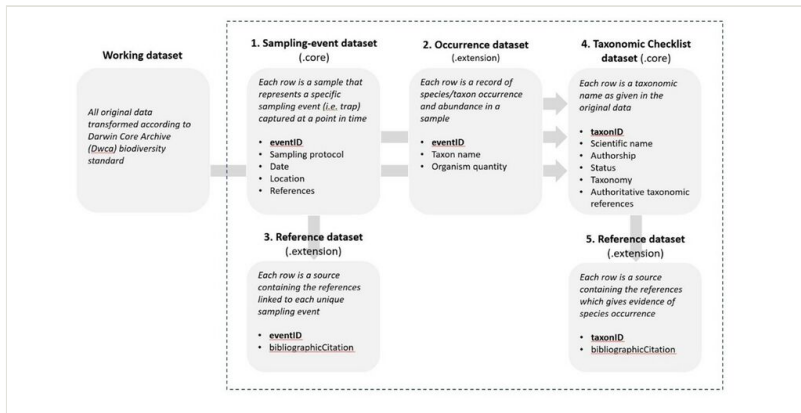 Working dataset
All original data
transformed according to
Darwin Core Archive
(Dwca) biodiversity
standard
1. Sampling-event dataset
(.core)
Each row is a sample that
represents a specific
sampling event (i.e. trap)
captured at a point in time
• eventID
• Sampling protocol
• Date
• Location
• References
2. Occurrence dataset
(.extension)
Each row is a record of
species/taxon occurrence
and abundance in a
sample
• eventID
• Taxon name
• Organism quantity
4. Taxonomic Checklist
dataset (.core)
Each row is a taxonomic
name as given in the
original data
• taxonID
• Scientific name
• Authorship
• Status
• Taxonomy
• Authoritative taxonomic
references
3. Reference dataset
(.extension)
Each row is a source
containing the references
linked to each unique
sampling event
• eventID
• bibliographicCitation
5. Reference dataset
(.extension)
Each row is a source
containing the references
which gives evidence of
species occurrence
• taxonID
• bibliographicCitation